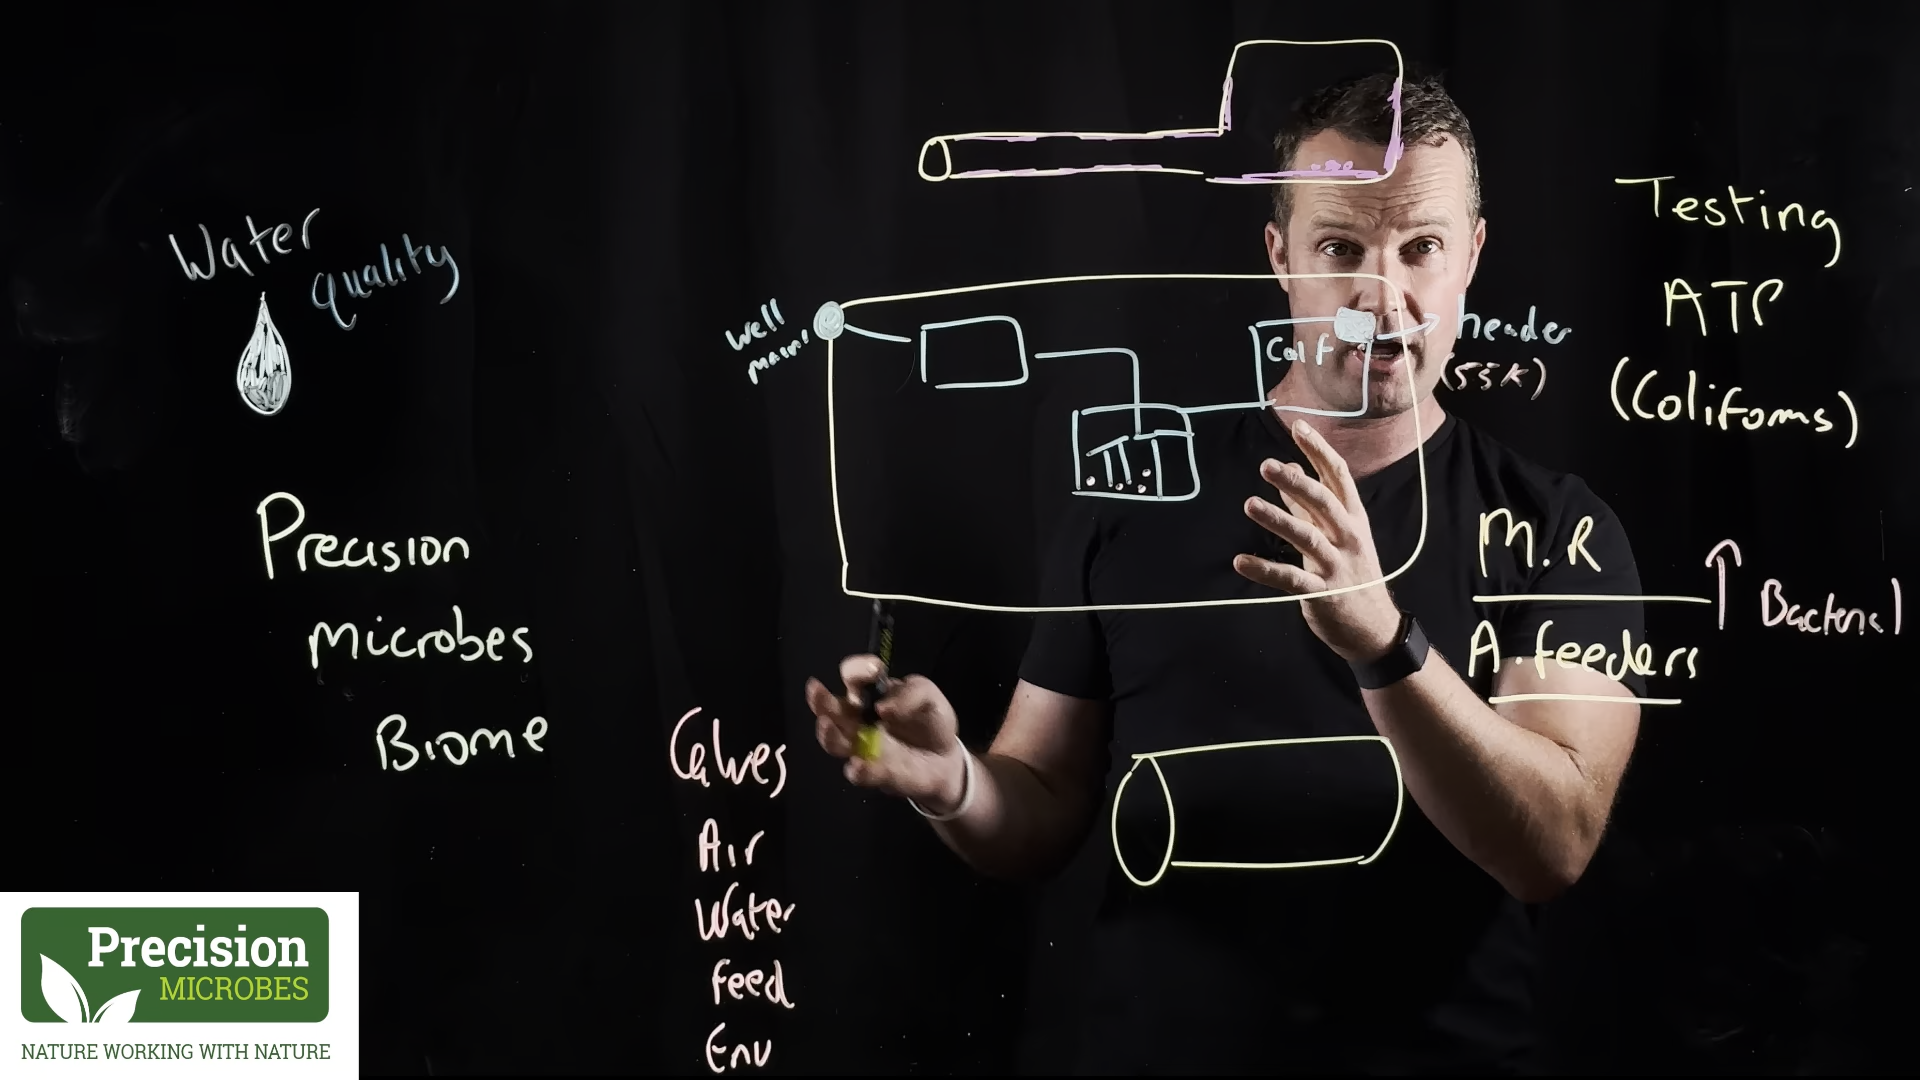 Water
quality
Precision
Microbes
Biome
Calves
Air
Water
Feed
Env
well
mains
Calf
header
(55K)
Testing
ATP
(Colifoms)
M.R
A.feeders
↑ Bacterial
Precision
MICROBES
NATURE WORKING WITH NATURE